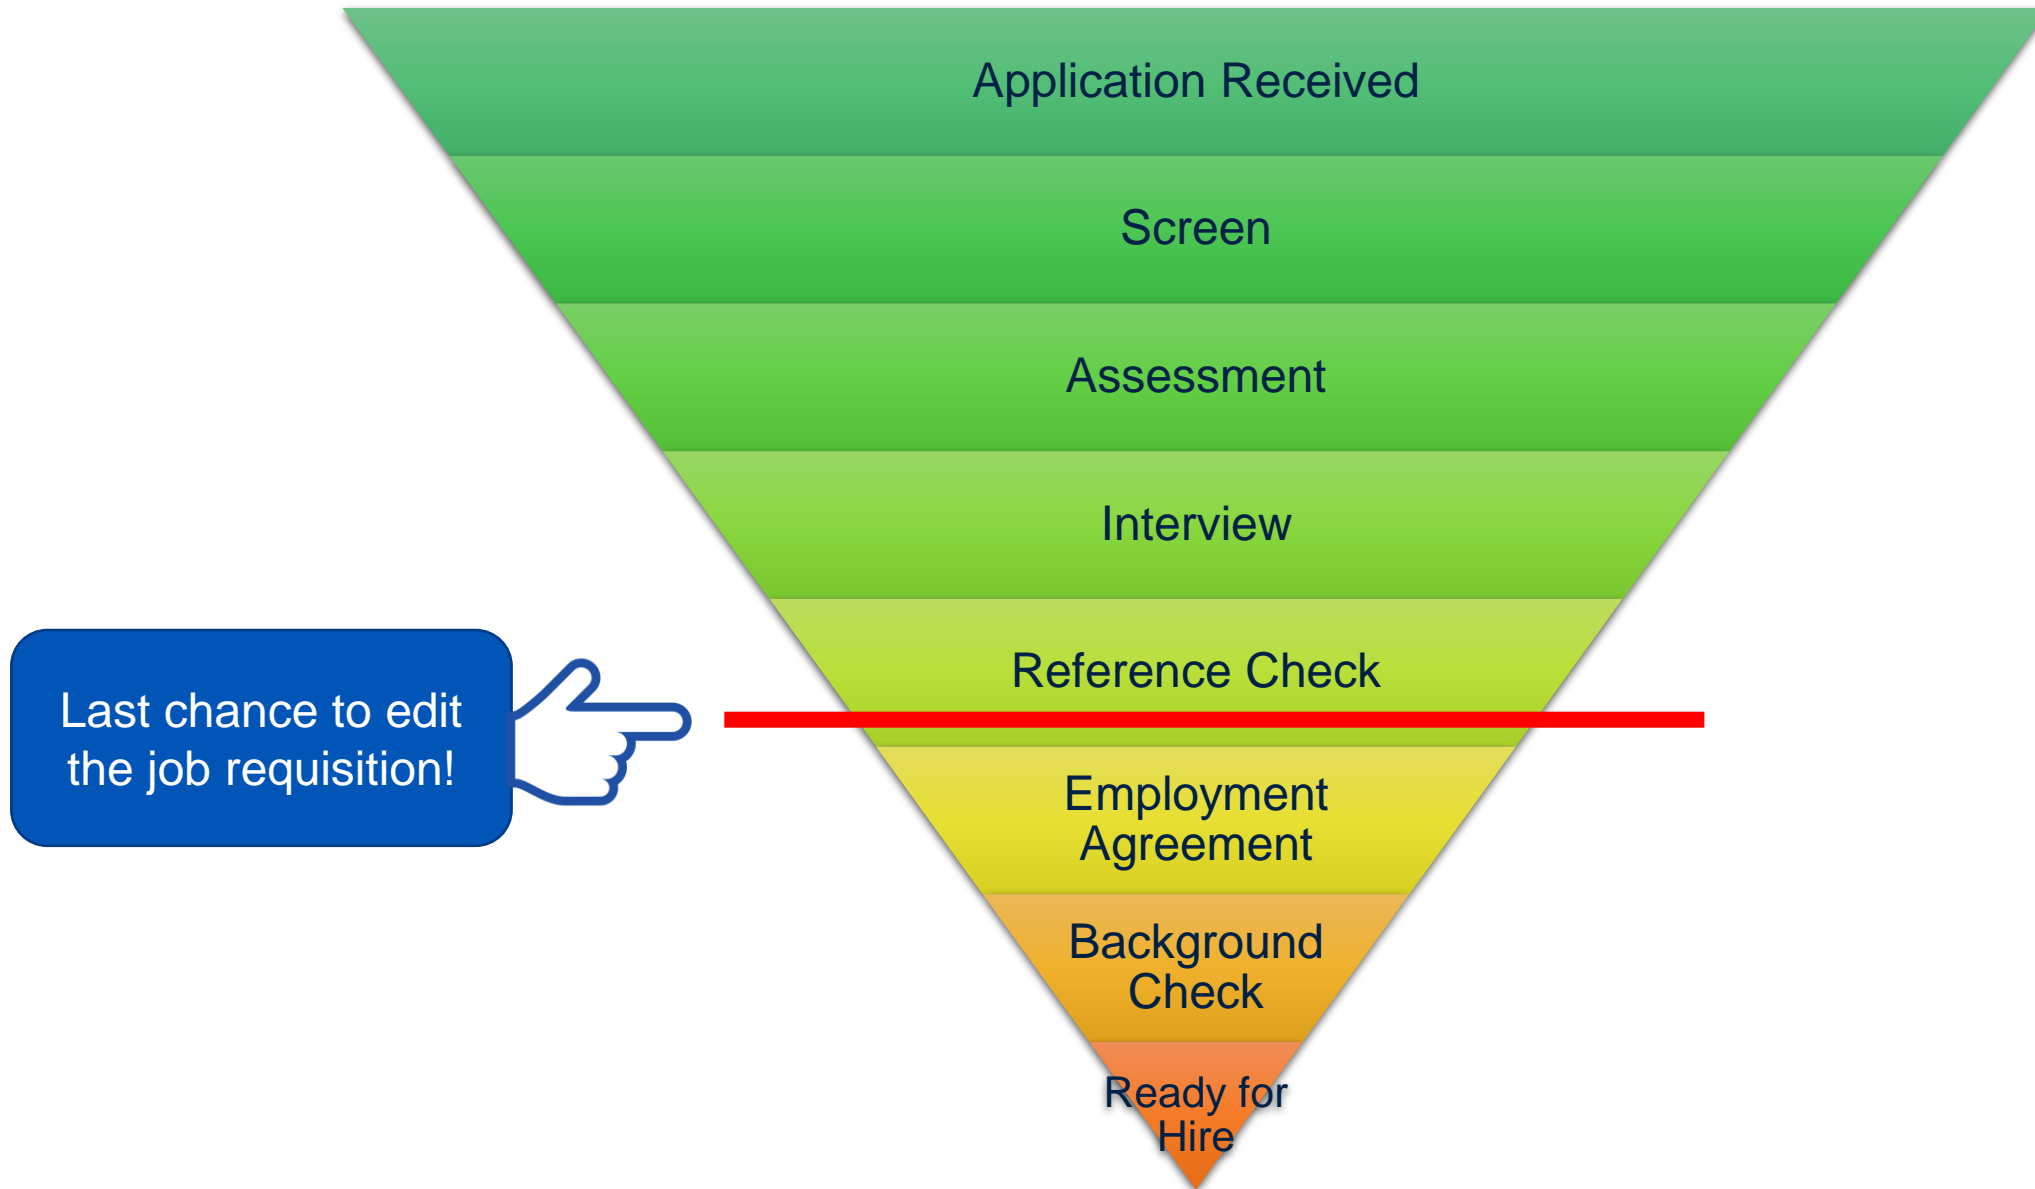 Application Received
Screen
Assessment
Interview
Reference Check
Last chance to edit
the job requisition!
Employment
Agreement
Background
Check
Ready for
Hire